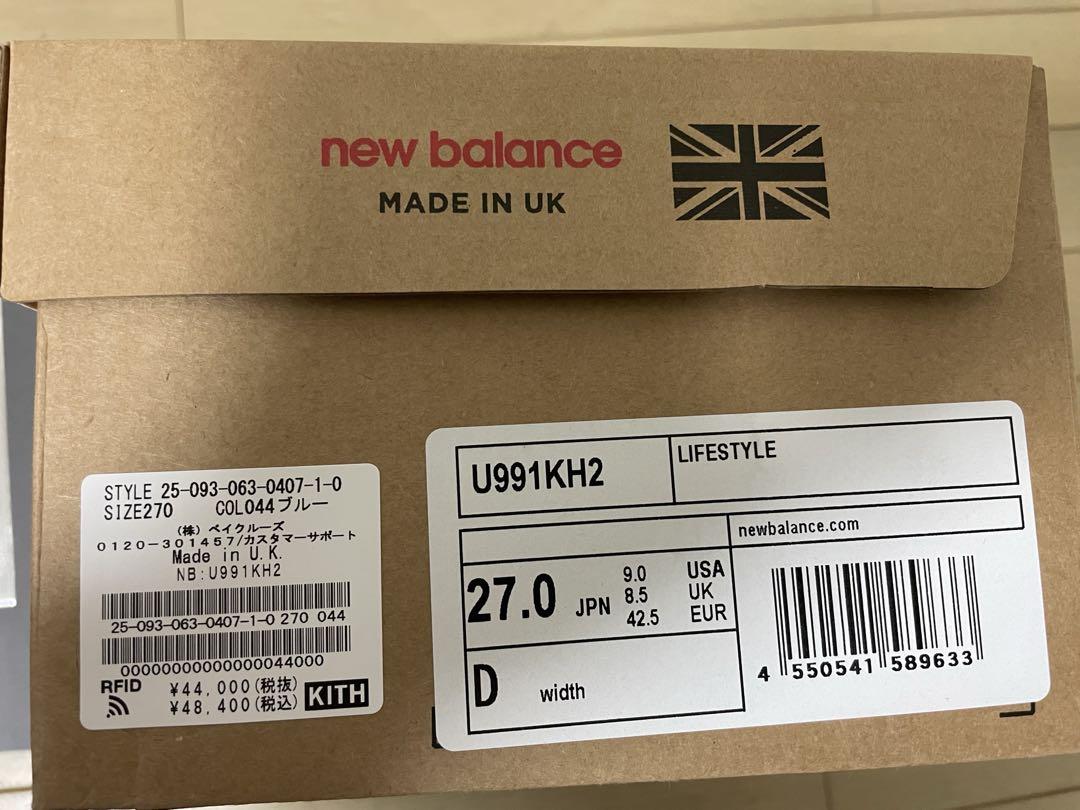 new balance
MADE IN UK
STYLE 25-093-063-0407-1-0
SIZE270 COL044ブルー
(株) ベイクルーズ
0120-301457/カスタマーサポート
Made in U.K.
NB:U991KH2
25-093-063-0407-1-0 270 044
00000000000000044000
RFID
¥44,000(税抜)
¥48,400(税込)
KITH
U991KH2
LIFESTYLE
newbalance.com
27.0 JPN
9.0 USA
8.5 UK
42.5 EUR
D width
4 550541 589633